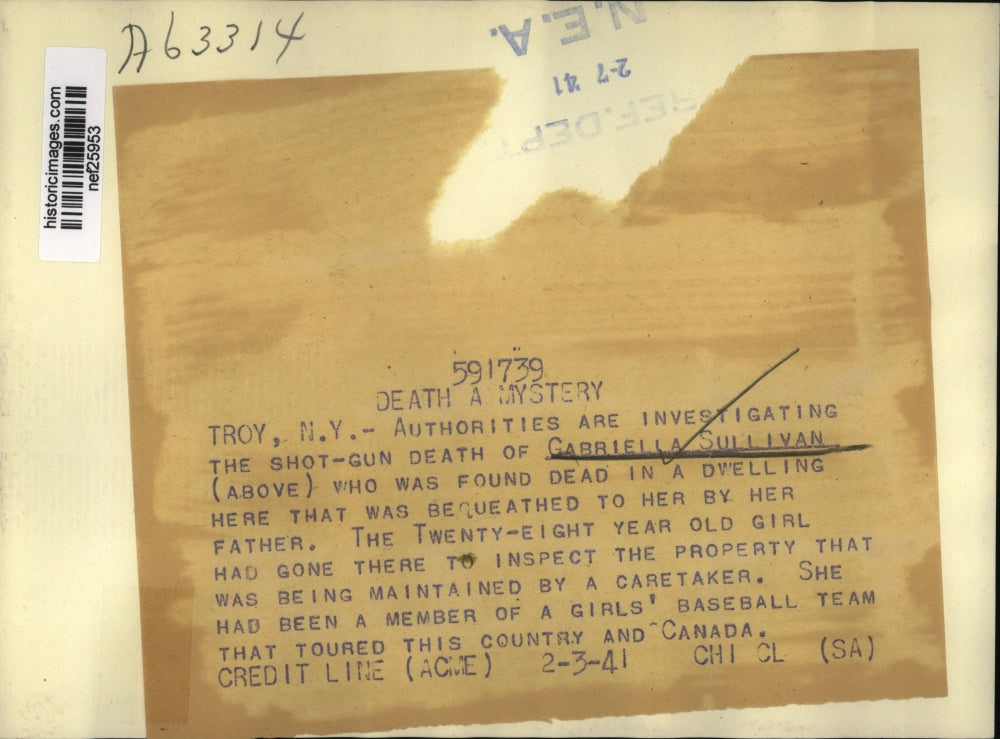 A63314
N.E.A.
2-7 41
REF. DEPT
historicimages.com
nef25953
591739
DEATH A MYSTERY
TROY, N.Y.- AUTHORITIES ARE INVESTIGATING
THE SHOT-GUN DEATH OF GABRIELLA SULLIVAN
(ABOVE) WHO WAS FOUND DEAD IN A DWELLING
HERE THAT WAS BEQUEATHED TO HER BY HER
FATHER. THE TWENTY-EIGHT YEAR OLD GIRL
HAD GONE THERE TO INSPECT THE PROPERTY THAT
WAS BEING MAINTAINED BY A CARETAKER. SHE
HAD BEEN A MEMBER OF A GIRLS' BASEBALL TEAM
THAT TOURED THIS COUNTRY AND CANADA.
CREDIT LINE (ACME) 2-3-41 CHI CL (SA)